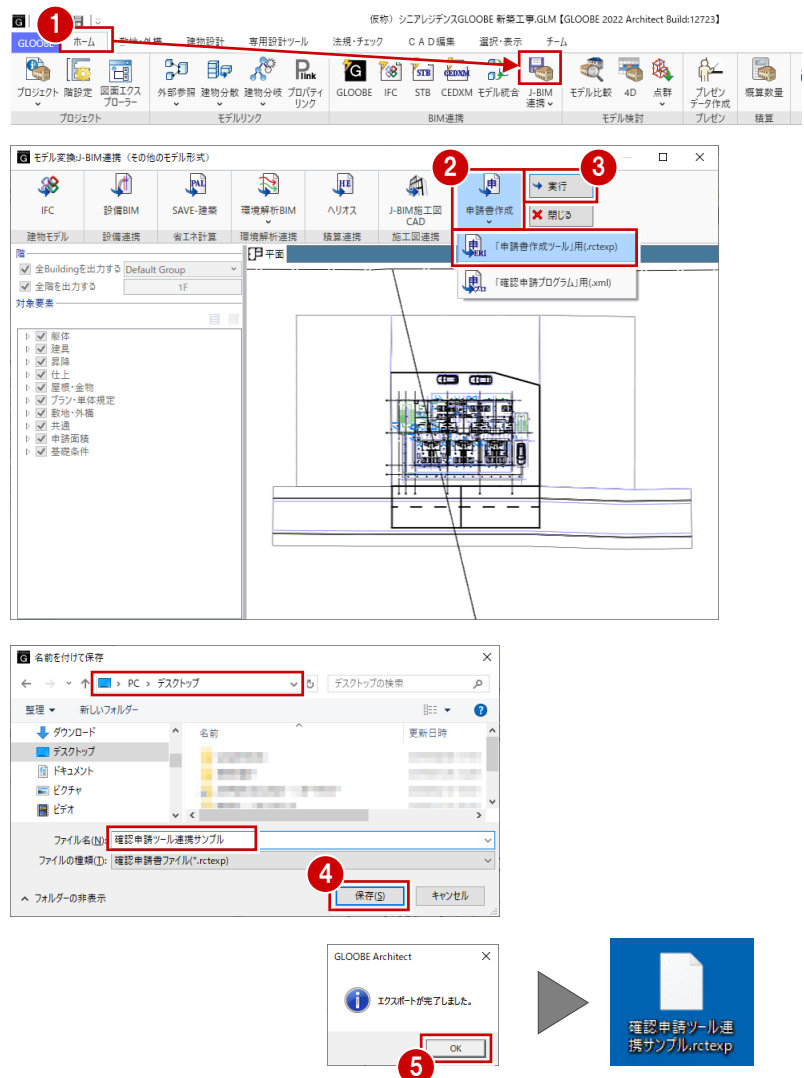 仮称）シニアレジデンスGLOOBE 新築工事.GLM【GLOOBE 2022 Architect Build:12723】
1
GLOOBE ホーム 敷地・外構 建物設計 専用設計ツール 法規・チェック CAD編集 選択・表示 チーム
プロジェクト 階設定 図面エクスプローラー 外部参照 建物分散 建物分岐 プロパティリンク GLOOBE IFC STB CEDXM モデル統合 J-BIM連携 モデル比較 4D 点群 プレゼンデータ作成 概算数量
プロジェクト モデルリンク BIM連携 モデル検討 プレゼン 積算
モデル変換:J-BIM連携（その他のモデル形式）
2 3
IFC 設備BIM SAVE-建築 環境解析BIM ヘリオス J-BIM施工図CAD 申請書作成
実行
閉じる
建物モデル 設備連携 省エネ計算 環境解析連携 積算連携 施工図連携
「申請書作成ツール」用(.rctexp)
「確認申請プログラム」用(.xml)
階
平面
全Buildingを出力する Default Group
全階を出力する 1F
対象要素
躯体
建具
昇降
仕上
屋根・金物
プラン・単体規定
敷地・外構
共通
申請面積
基礎条件
名前を付けて保存
PC › デスクトップ
デスクトップの検索
整理 新しいフォルダー
ダウンロード
デスクトップ
ドキュメント
ピクチャ
ビデオ
名前 更新日時
ファイル名(N): 確認申請ツール連携サンプル
ファイルの種類(T): 確認申請書ファイル(*.rctexp)
4
フォルダーの非表示
保存(S) キャンセル
GLOOBE Architect
エクスポートが完了しました。
OK
5
確認申請ツール連
携サンプル.rctexp